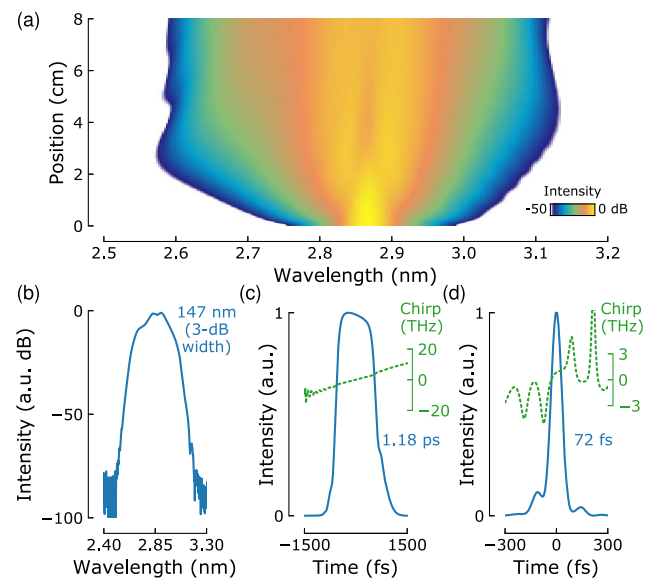 (a)
8
6
4
2
0
Position (cm)
Intensity
-50
0 dB
2.5
2.6
2.7
2.8
2.9
3.0
3.1
3.2
Wavelength (nm)
(b)
0
−50
−100
Intensity (a.u. dB)
147 nm
(3-dB
width)
2.40
2.85
3.30
Wavelength (nm)
(c)
1
0
Intensity (a.u.)
Chirp
(THz)
20
0
−20
1.18 ps
−1500
1500
Time (fs)
(d)
1
0
Intensity (a.u.)
Chirp
(THz)
3
0
−3
72 fs
−300
0
300
Time (fs)